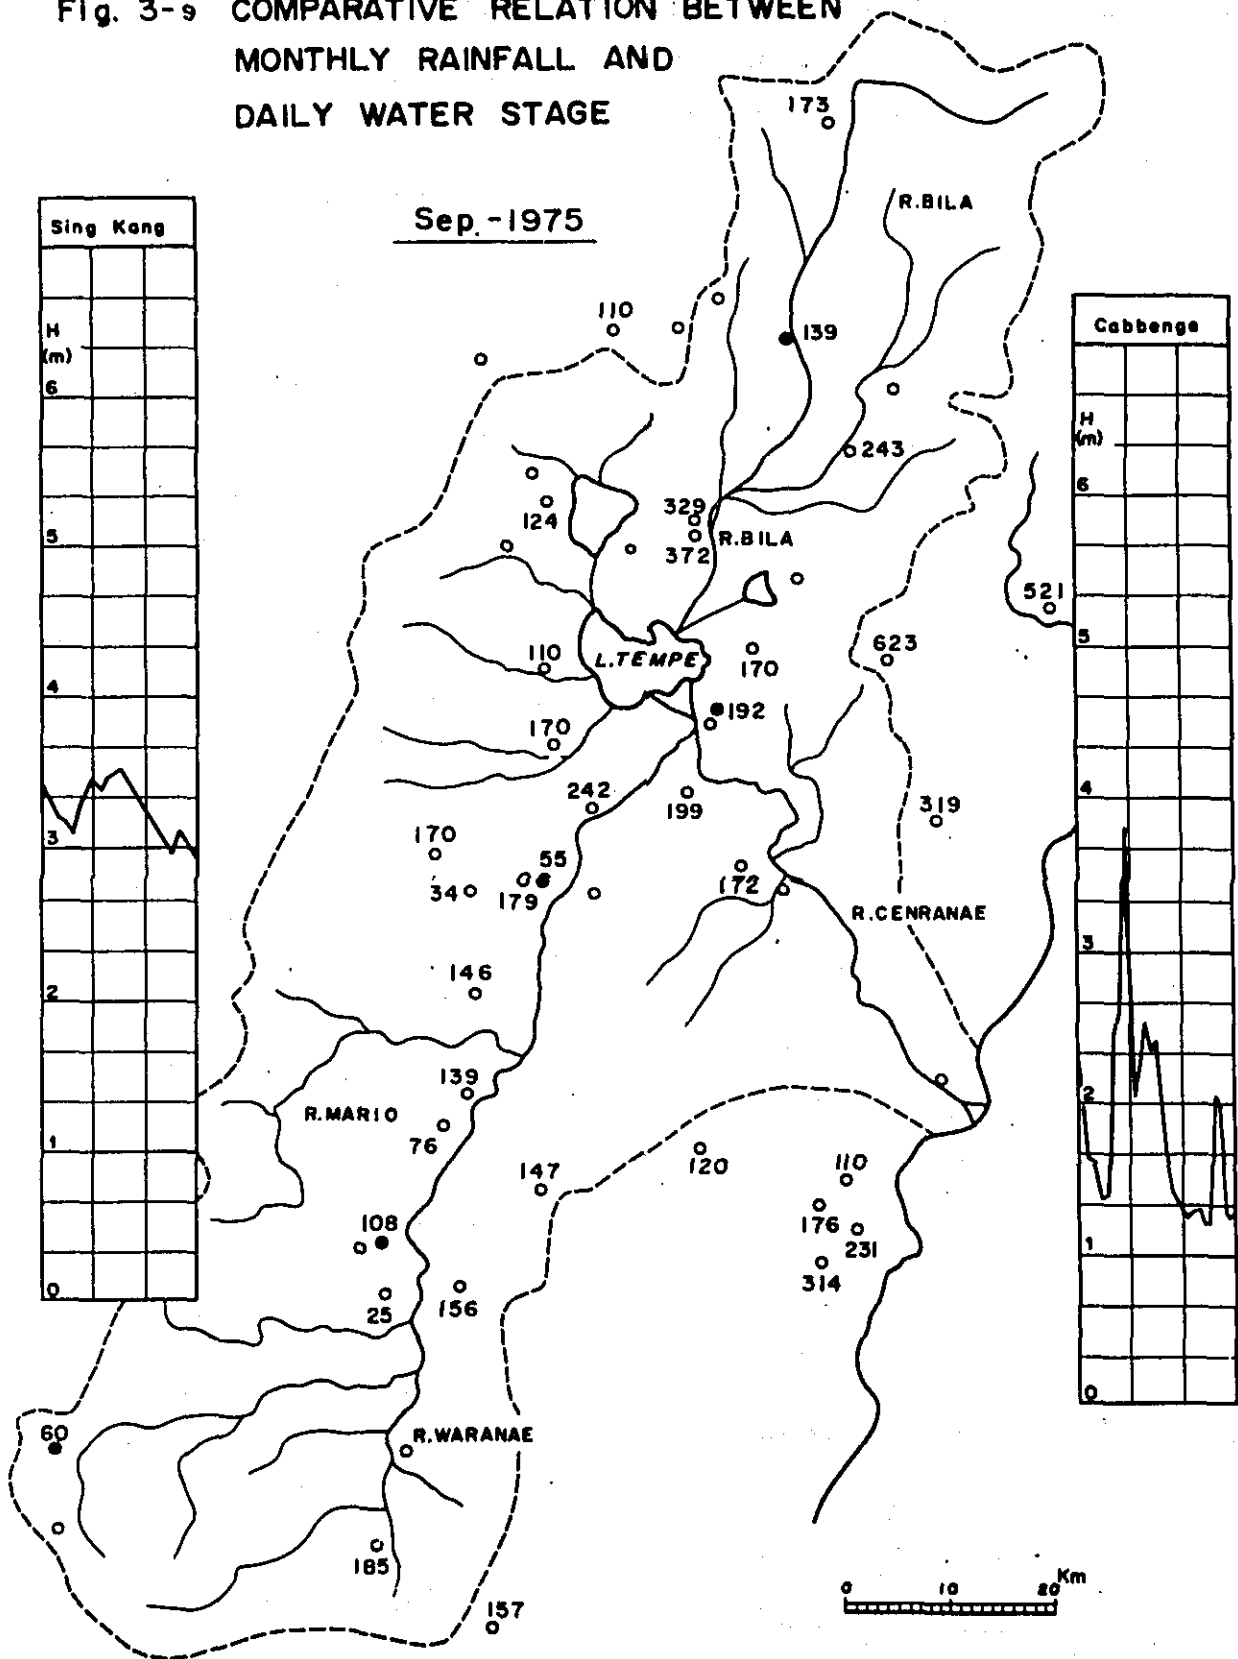 Fig. 3-9 COMPARATIVE RELATION BETWEEN
MONTHLY RAINFALL AND
DAILY WATER STAGE
Sep.-1975
Sing Kang
H
(m)
6
5
4
3
2
1
0
Cabbenge
H
(m)
6
5
4
3
2
1
0
173
R.BILA
110
139
243
124
329
372
R.BILA
521
110
L.TEMPE
170
623
192
170
242
199
319
170
55
34
179
172
R.CENRANAE
146
139
R.MARIO
76
147
120
110
176
231
314
108
25
156
60
R.WARANAE
185
157
0 10 20 Km